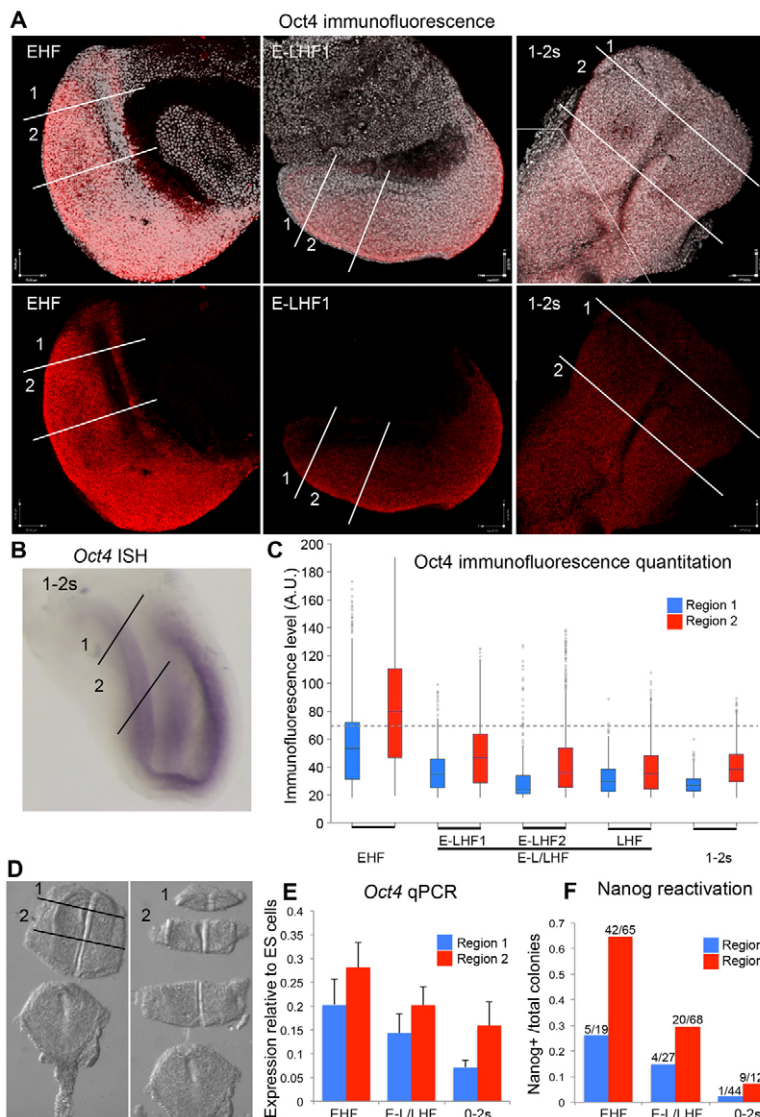 A
Oct4 immunofluorescence
EHF
1
2
E-LHF1
1
2
1-2s
1
2
EHF
1
2
E-LHF1
1
2
1-2s
1
2
B
Oct4 ISH
1-2s
1
2
C
Oct4 immunofluorescence quantitation
Region 1
Region 2
Immunofluorescence level (A.U.)
200
180
160
140
120
100
80
60
40
20
0
E-LHF1 E-LHF2 LHF
EHF E-L/LHF 1-2s
D
1
2
1
2
E
Oct4 qPCR
Region 1
Region 2
Expression relative to ES cells
0.4
0.35
0.3
0.25
0.2
0.15
0.1
0.05
0
EHF E-L/LHF 0-2s
F
Nanog reactivation
Region
Region
Nanog+ /total colonies
0.7
0.6
0.5
0.4
0.3
0.2
0.1
0
5/19
42/65
4/27
20/68
1/44
9/12
EHF E-L/LHF 0-2s